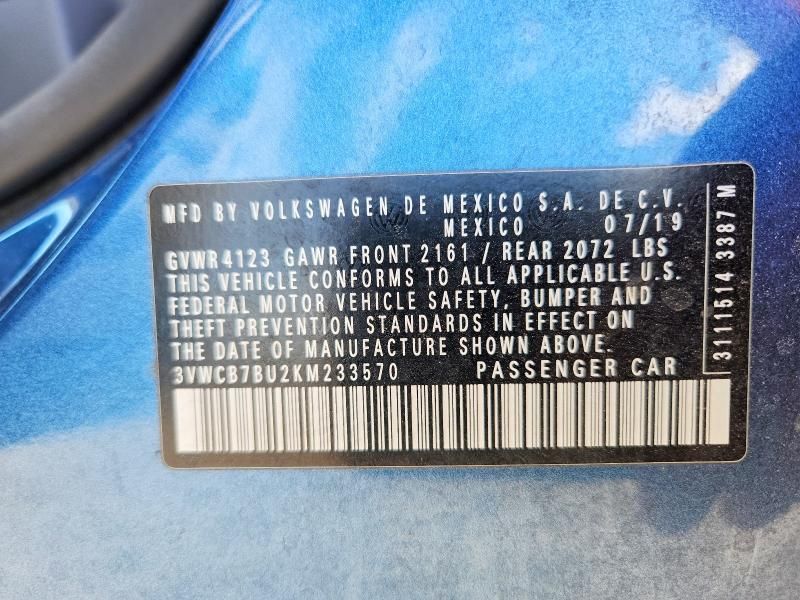 MFD BY VOLKSWAGEN DE MEXICO S.A. DE C.V.
MEXICO 07/19
GVWR4123 GAWR FRONT 2161 / REAR 2072 LBS
THIS VEHICLE CONFORMS TO ALL APPLICABLE U.S.
FEDERAL MOTOR VEHICLE SAFETY, BUMPER AND
THEFT PREVENTION STANDARDS IN EFFECT ON
THE DATE OF MANUFACTURE SHOWN ABOVE.
3VWCB7BU2KM233570 PASSENGER CAR
3111514 3387 M